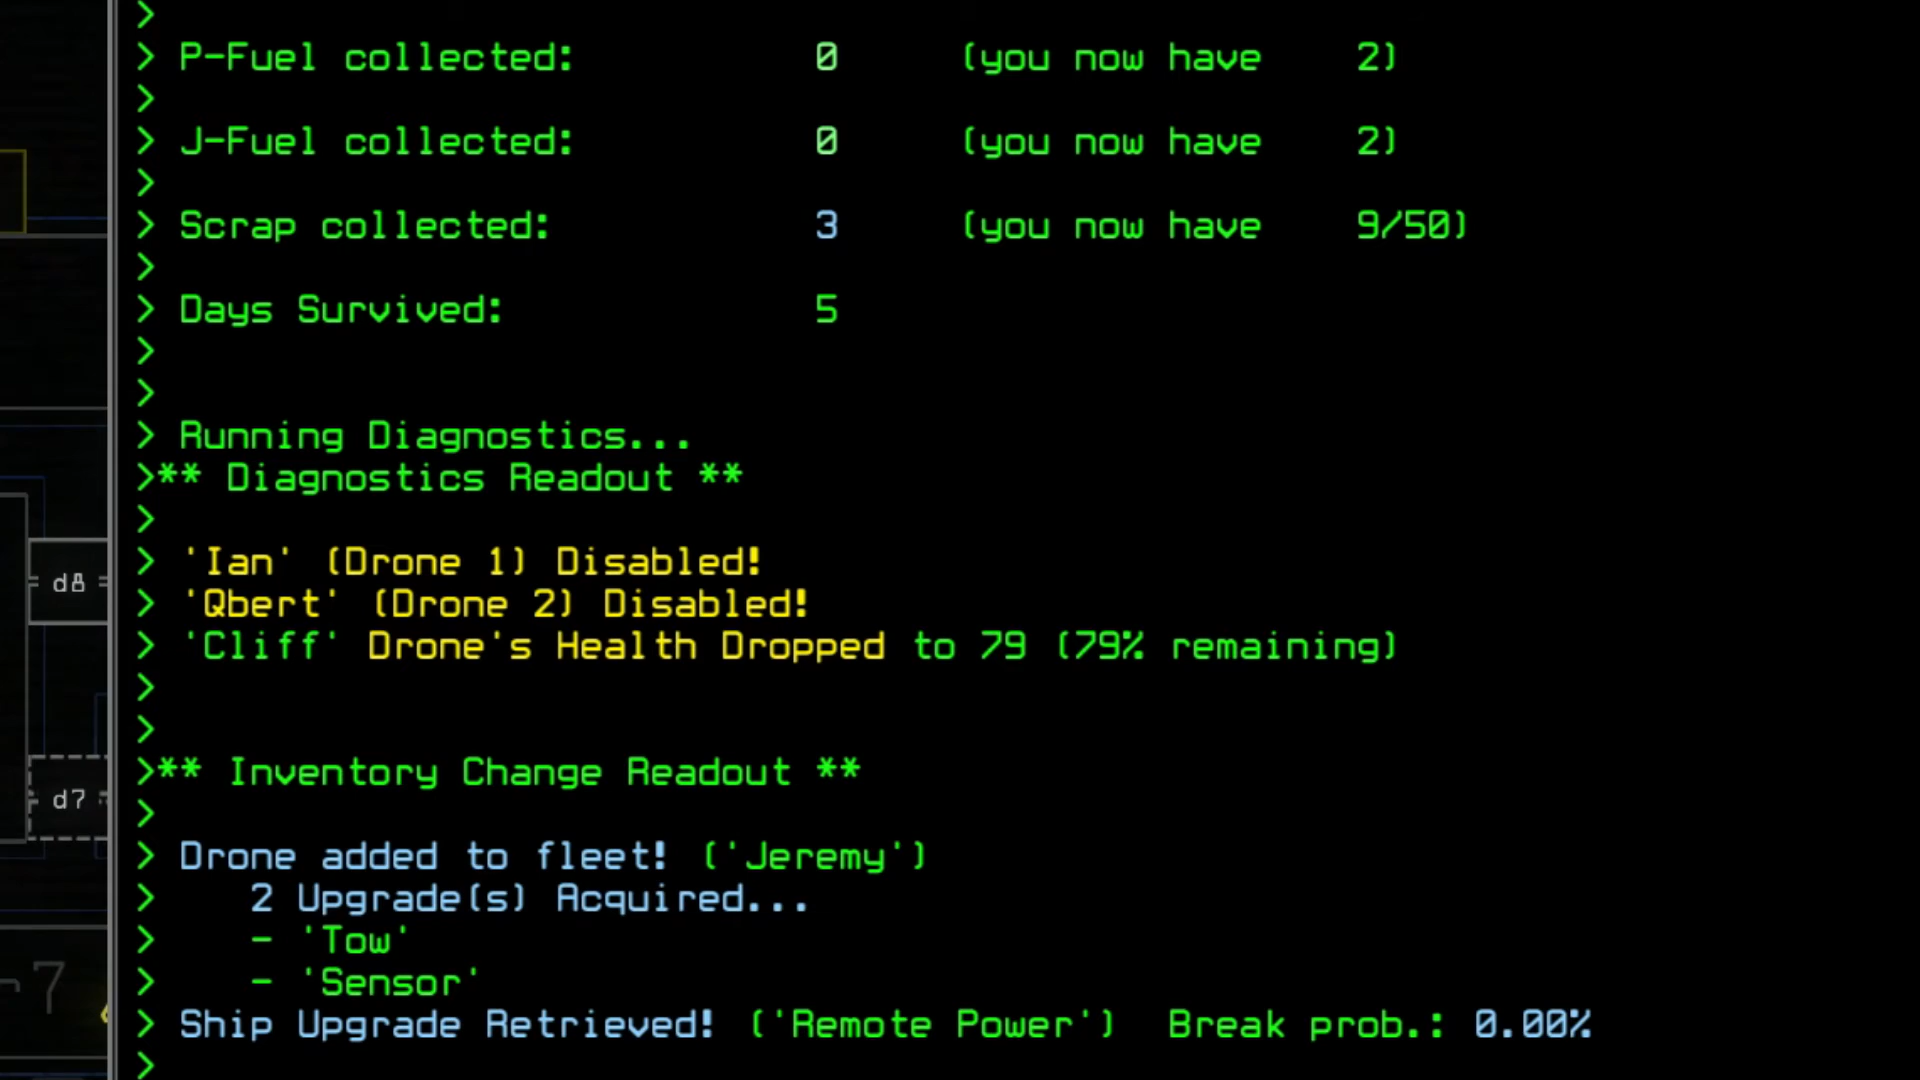 >
> P-Fuel collected: 0 (you now have 2)
>
> J-Fuel collected: 0 (you now have 2)
>
> Scrap collected: 3 (you now have 9/50)
>
> Days Survived: 5
>
>
> Running Diagnostics...
>** Diagnostics Readout **
>
> 'Ian' (Drone 1) Disabled!
d8
> 'Qbert' (Drone 2) Disabled!
> 'Cliff' Drone's Health Dropped to 79 (79% remaining)
>
>
>** Inventory Change Readout **
d7
>
> Drone added to fleet! ('Jeremy')
> 2 Upgrade(s) Acquired...
> - 'Tow'
> - 'Sensor'
r7
> Ship Upgrade Retrieved! ('Remote Power') Break prob.: 0.00%
>